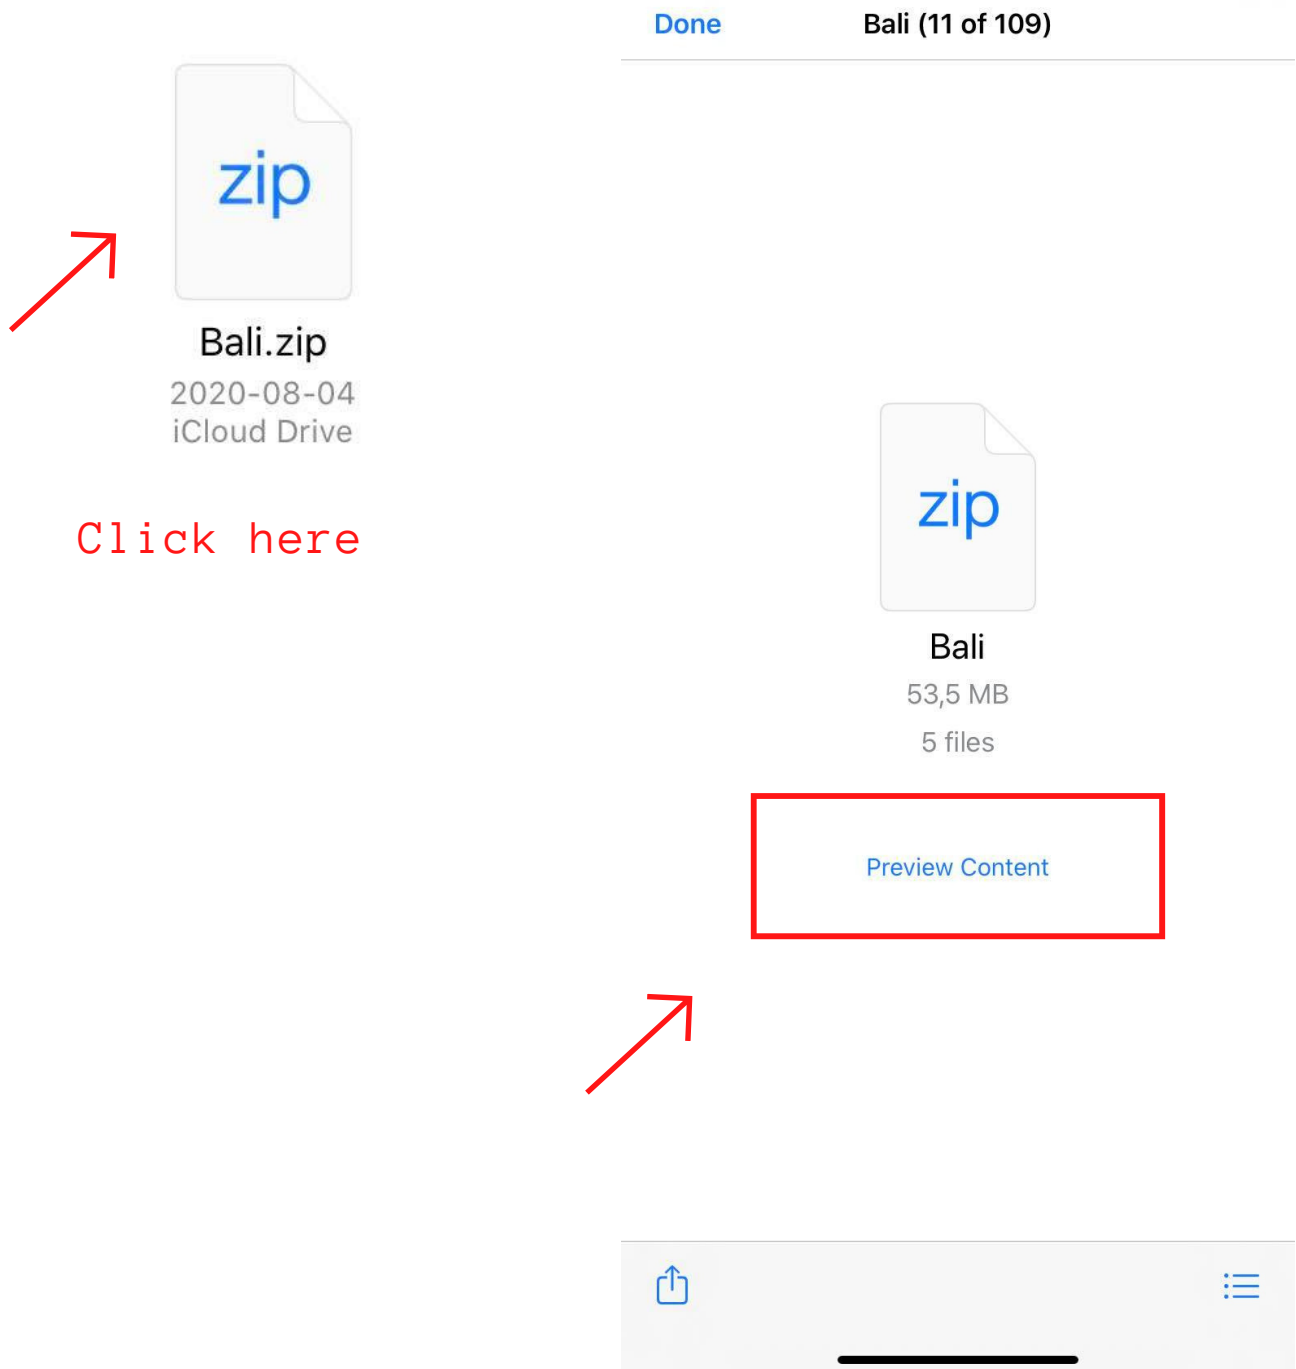 zip
Bali.zip
2020-08-04
iCloud Drive
Click here
Done
Bali (11 of 109)
zip
Bali
53,5 MB
5 files
Preview Content